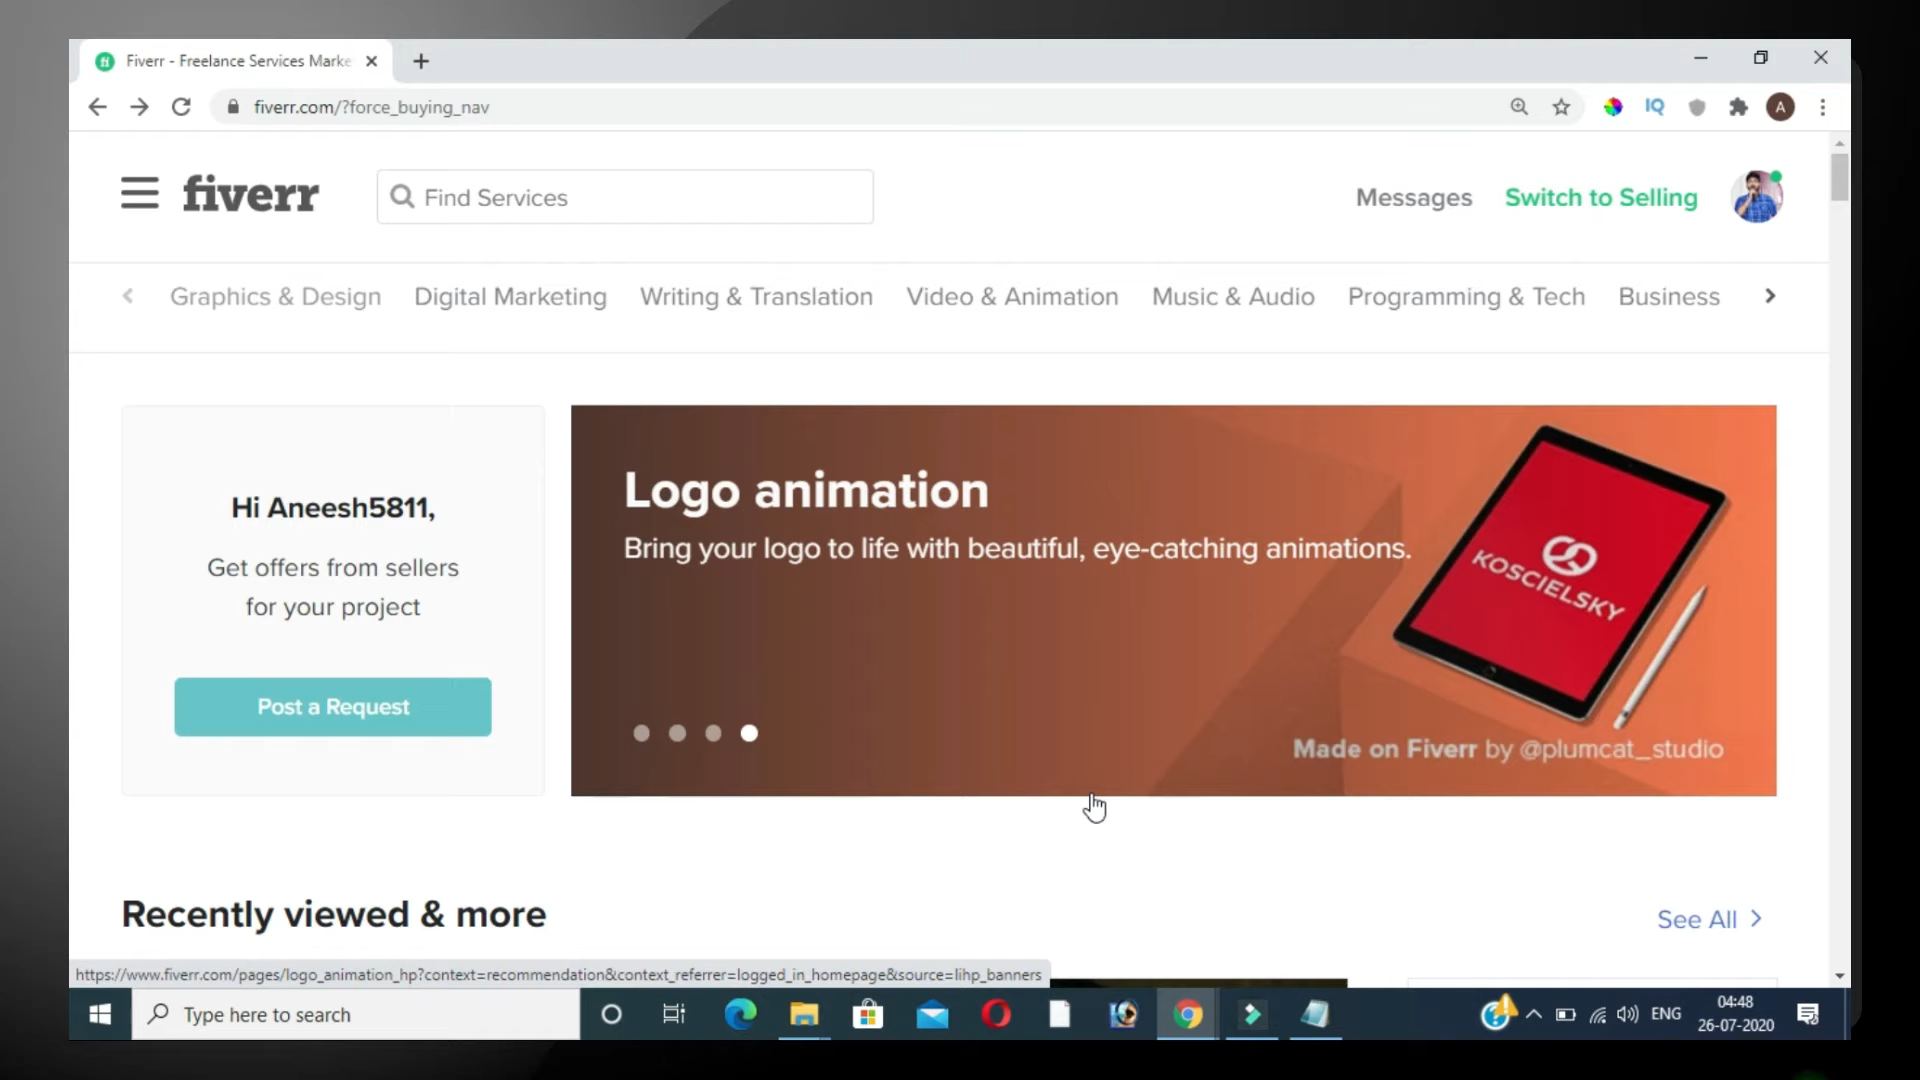 Fiverr - Freelance Services Marke
fiverr.com/?force_buying_nav
IQ
A
fiverr
Find Services
Messages
Switch to Selling
Graphics & Design
Digital Marketing
Writing & Translation
Video & Animation
Music & Audio
Programming & Tech
Business
Hi Aneesh5811,
Get offers from sellers
for your project
Post a Request
Logo animation
Bring your logo to life with beautiful, eye-catching animations.
KOSCIELSKY
Made on Fiverr by @plumcat_studio
Recently viewed & more
See All
https://www.fiverr.com/pages/logo_animation_hp?context=recommendation&context_referrer=logged_in_homepage&source=lihp_banners
Type here to search
ENG
04:48
26-07-2020